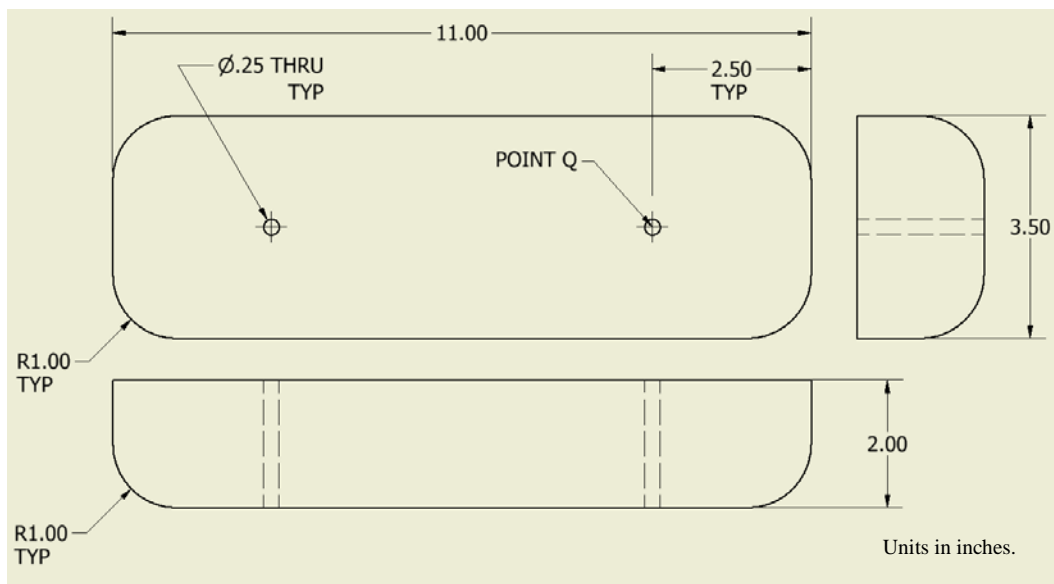 11.00
Ø.25 THRU
TYP
2.50
TYP
POINT Q
3.50
R1.00
TYP
2.00
R1.00
TYP
Units in inches.